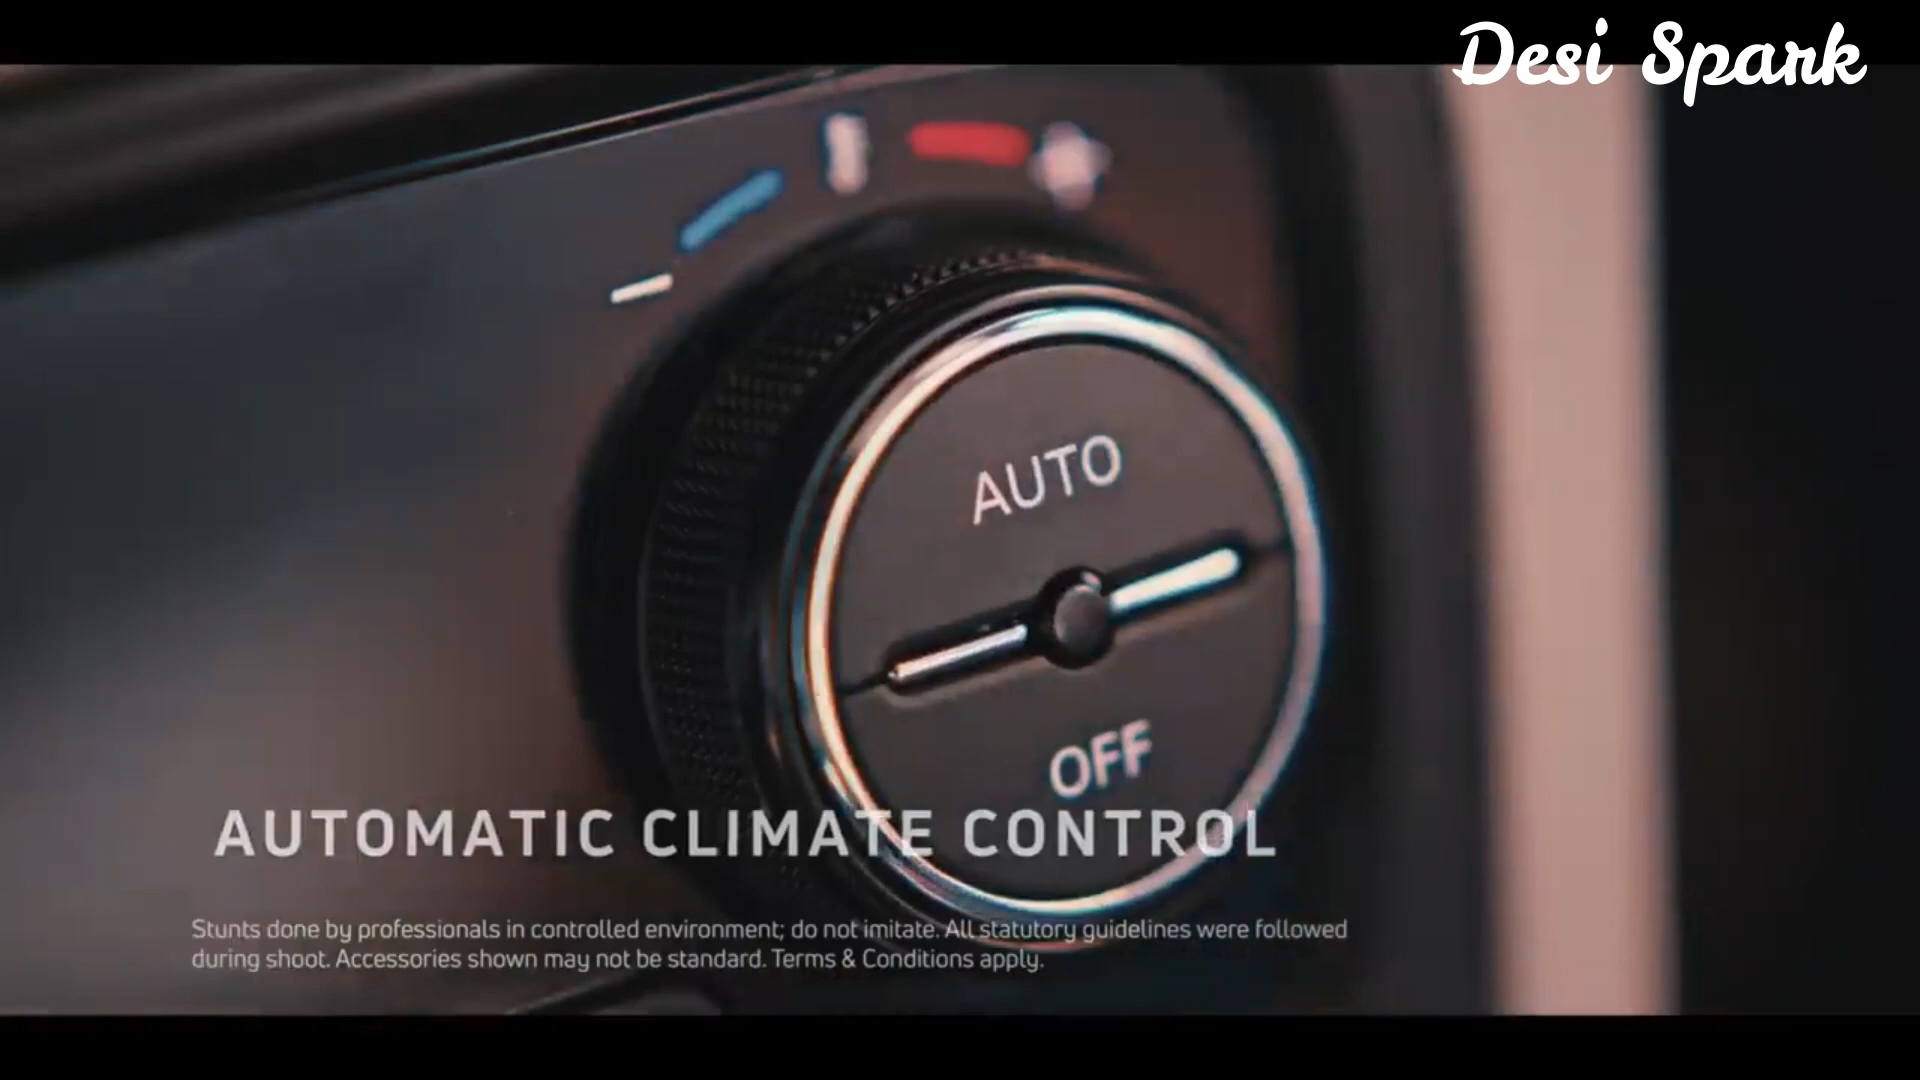 Desi Spark
AUTO
OFF
AUTOMATIC CLIMATE CONTROL
Stunts done by professionals in controlled environment; do not imitate. All statutory guidelines were followed
during shoot. Accessories shown may not be standard. Terms & Conditions apply.